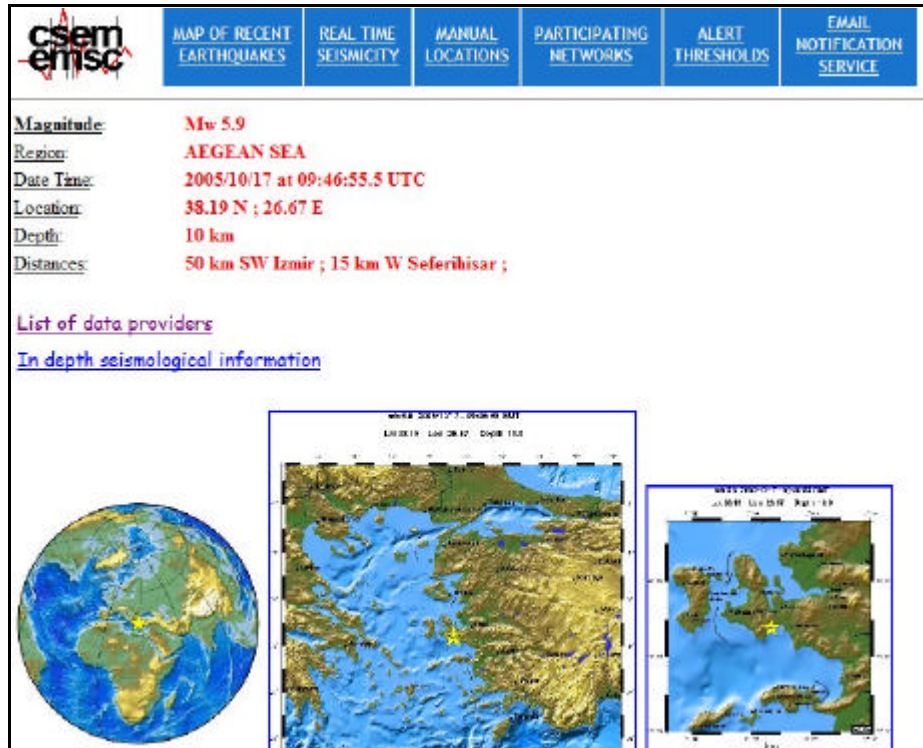 csem
emsc
MAP OF RECENT
EARTHQUAKES
REAL TIME
SEISMICITY
MANUAL
LOCATIONS
PARTICIPATING
NETWORKS
ALERT
THRESHOLDS
EMAIL
NOTIFICATION
SERVICE
Magnitude: Mw 5.9
Region: AEGEAN SEA
Date Time: 2005/10/17 at 09:46:55.5 UTC
Location: 38.19 N ; 26.67 E
Depth: 10 km
Distances: 50 km SW Izmir ; 15 km W Seferihisar ;
List of data providers
In depth seismological information